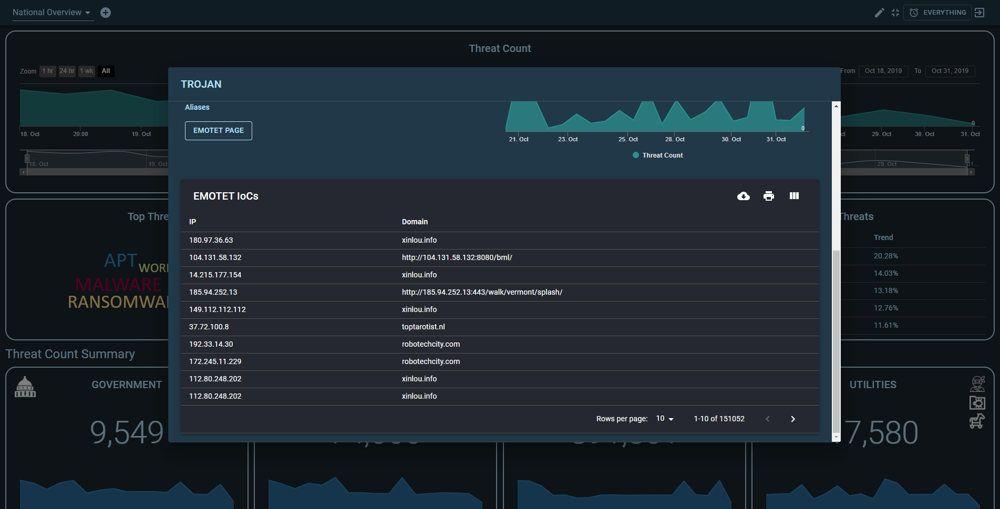 National Overview
EVERYTHING
Threat Count
Zoom 1 hr 24 hr 1 wk All
From Oct 18, 2019 To Oct 31, 2019
18. Oct 20:00 19. Oct
0
29. Oct 30. Oct 31. Oct
18. Oct 19. Oct
29. Oct 31...
TROJAN
Aliases
EMOTET PAGE
0
21. Oct 23. Oct 25. Oct 28. Oct 30. Oct 31. Oct
Threat Count
EMOTET IoCs
IP Domain
180.97.36.63 xinlou.info
104.131.58.132 http://104.131.58.132:8080/bml/
14.215.177.154 xinlou.info
185.94.252.13 http://185.94.252.13:443/walk/vermont/splash/
149.112.112.112 xinlou.info
37.72.100.8 toptarotist.nl
192.33.14.30 robotechcity.com
172.245.11.229 robotechcity.com
112.80.248.202 xinlou.info
112.80.248.202 xinlou.info
Rows per page: 10 1-10 of 151052
Top Thre
APT
WOR
MALWARE
RANSOMWA
Threats
Trend
20.28%
14.03%
13.18%
12.76%
11.61%
Threat Count Summary
GOVERNMENT
9,549
UTILITIES
7,580